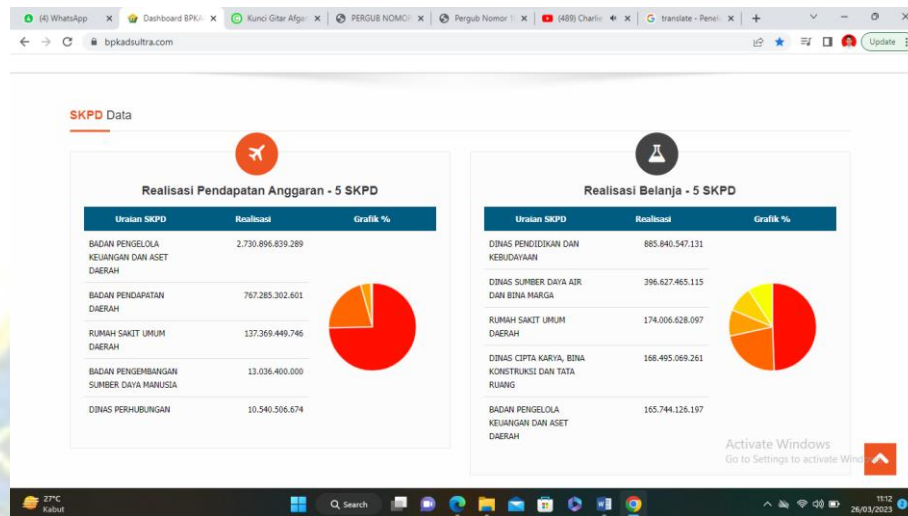 (4) WhatsApp
Dashboard BPKA
Kunci Gitar Afgan
PERGUB NOMOR
Pergub Nomor 1
(489) Charlie
translate - Penel
bpkadsultra.com
Update
SKPD Data
Realisasi Pendapatan Anggaran - 5 SKPD
Uraian SKPD Realisasi Grafik %
BADAN PENGELOLA 2.730.896.839.289
KEUANGAN DAN ASET
DAERAH
BADAN PENDAPATAN 767.285.302.601
DAERAH
RUMAH SAKIT UMUM 137.369.449.746
DAERAH
BADAN PENGEMBANGAN 13.036.400.000
SUMBER DAYA MANUSIA
DINAS PERHUBUNGAN 10.540.506.674
Realisasi Belanja - 5 SKPD
Uraian SKPD Realisasi Grafik %
DINAS PENDIDIKAN DAN 885.840.547.131
KEBUDAYAAN
DINAS SUMBER DAYA AIR 396.627.465.115
DAN BINA MARGA
RUMAH SAKIT UMUM 174.006.628.097
DAERAH
DINAS CIPTA KARYA, BINA 168.495.069.261
KONSTRUKSI DAN TATA
RUANG
BADAN PENGELOLA 165.744.126.197
KEUANGAN DAN ASET
DAERAH
Activate Windows
Go to Settings to activate Wind
27°C
Kabut
Search
11:12
26/03/2023